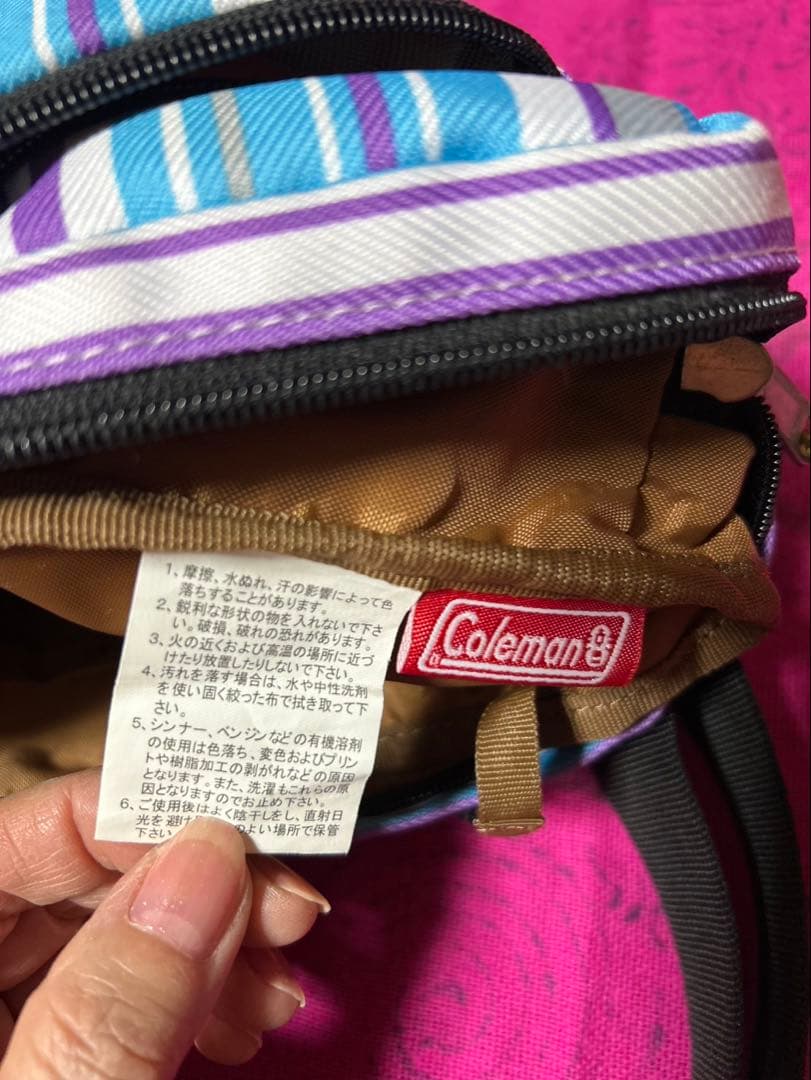 1、摩擦、水ぬれ、汗の影響によって色
落ちすることがあります。
2、鋭利な形状の物を入れないで下さ
い。破損、破れの恐れがあります。
3、火の近くおよび高温の場所に近づ
けたり放置したりしないで下さい。
4、汚れを落す場合は、水や中性洗剤
を使い固く絞った布で拭き取って下
さい。
5、シンナー、ベンジンなどの有機溶剤
の使用は色落ち、変色およびプリン
トや樹脂加工の剥がれなどの原因
となります。また、洗濯もこれらの原
因となりますのでお止め下さい。
6、ご使用後はよく陰干しをし、直射日
光を避け のよい場所で保管
下さい。
Coleman